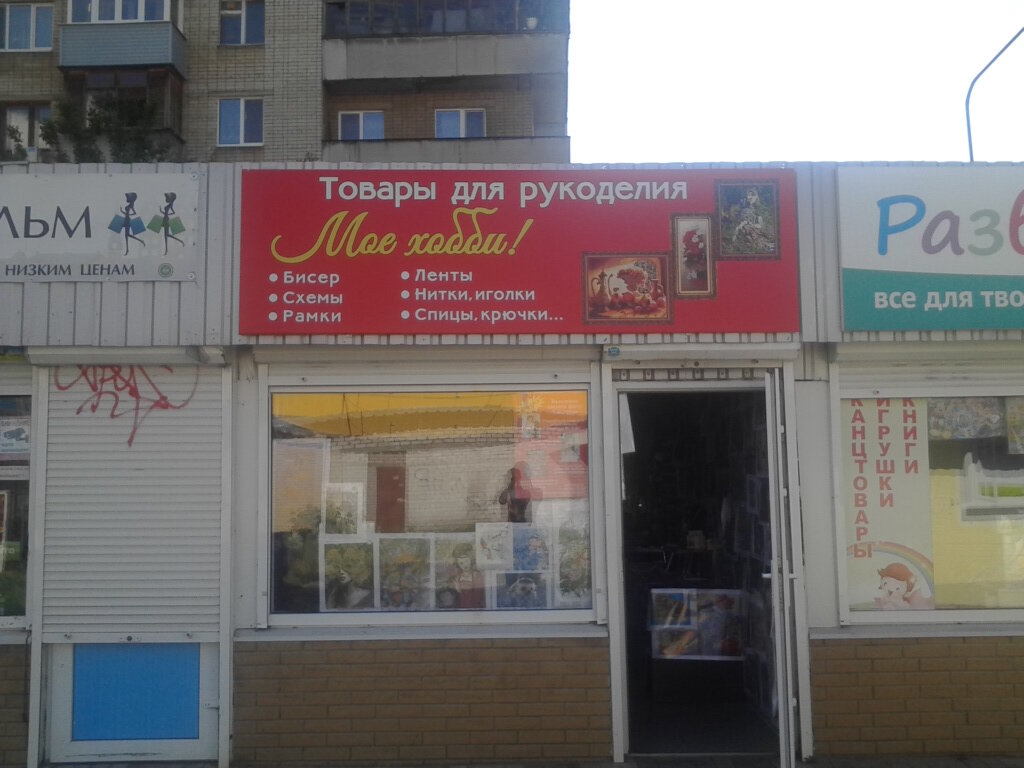 ЛЬМ
НИЗКИМ ЦЕНАМ
Товары для рукоделия
Мое хобби!
• Бисер
• Схемы
• Рамки
• Ленты
• Нитки, иголки
• Спицы, крючки...
Разв
все для тво
КАНЦТОВАРЫ
ИГРУШКИ
КНИГИ